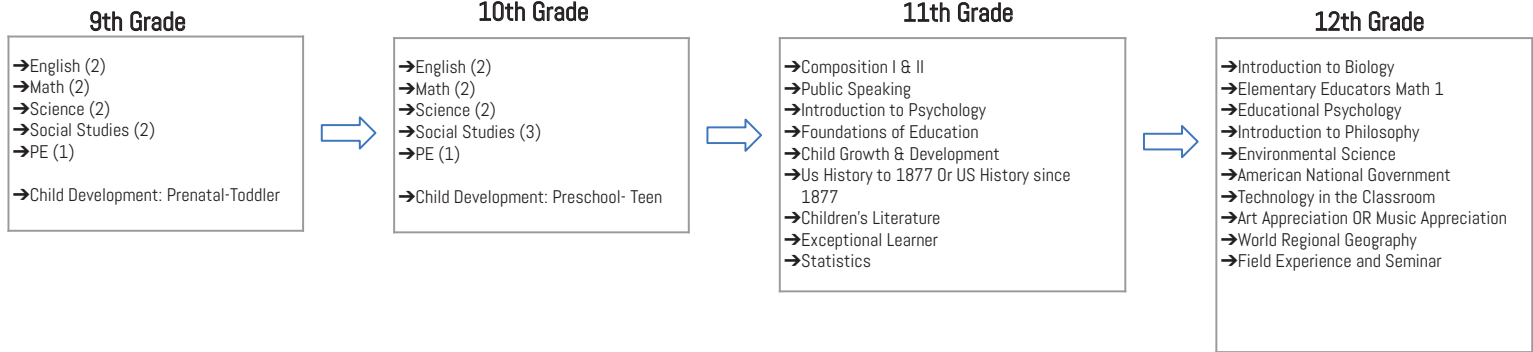 9th Grade
➔English (2)
➔Math (2)
➔Science (2)
➔Social Studies (2)
➔PE (1)
➔Child Development: Prenatal-Toddler
10th Grade
➔English (2)
➔Math (2)
➔Science (2)
➔Social Studies (3)
➔PE (1)
➔Child Development: Preschool- Teen
11th Grade
➔Composition I & II
➔Public Speaking
➔Introduction to Psychology
➔Foundations of Education
➔Child Growth & Development
➔Us History to 1877 Or US History since
1877
➔Children's Literature
➔Exceptional Learner
➔Statistics
12th Grade
➔Introduction to Biology
➔Elementary Educators Math 1
➔Educational Psychology
➔Introduction to Philosophy
➔Environmental Science
➔American National Government
➔Technology in the Classroom
➔Art Appreciation OR Music Appreciation
➔World Regional Geography
➔Field Experience and Seminar